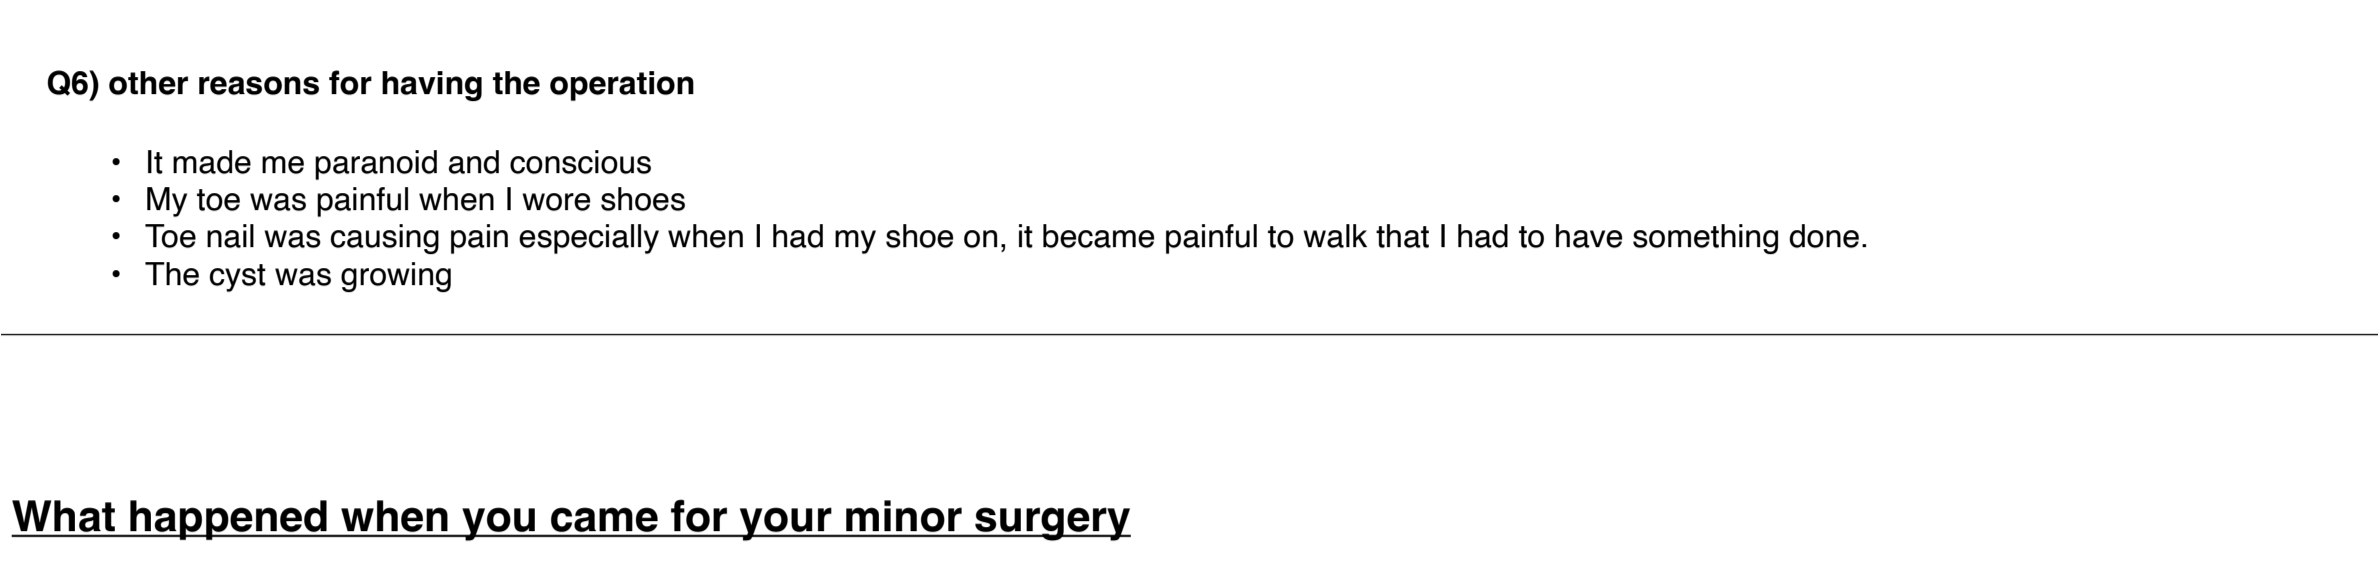 Q6) other reasons for having the operation
• It made me paranoid and conscious
• My toe was painful when I wore shoes
• Toe nail was causing pain especially when I had my shoe on, it became painful to walk that I had to have something done.
• The cyst was growing
What happened when you came for your minor surgery